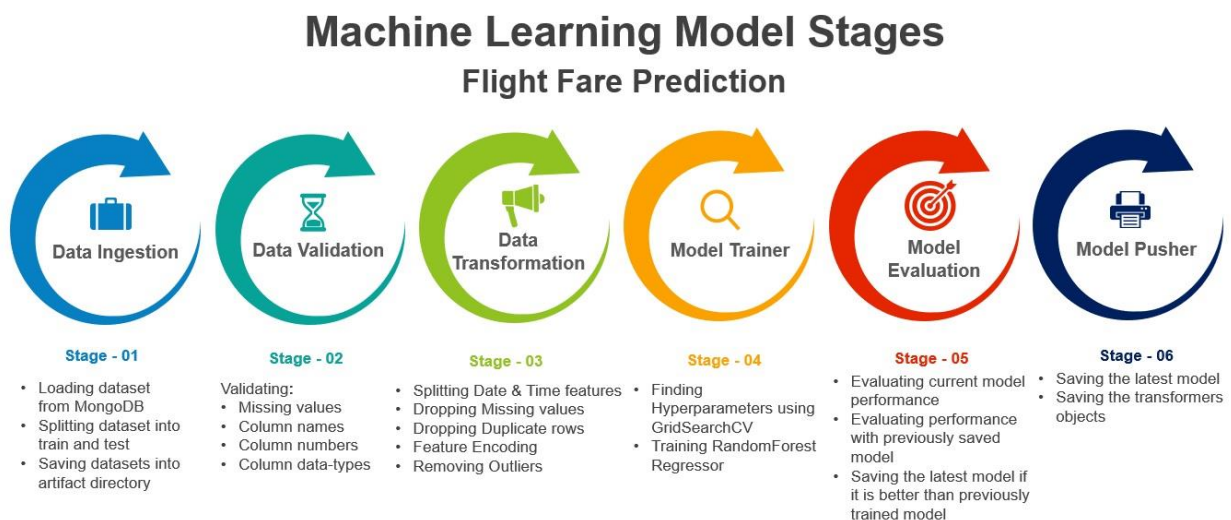 Machine Learning Model Stages
Flight Fare Prediction
Data Ingestion
Stage - 01
• Loading dataset
from MongoDB
• Splitting dataset into
train and test
• Saving datasets into
artifact directory
Data Validation
Stage - 02
Validating:
• Missing values
• Column names
• Column numbers
• Column data-types
Data
Transformation
Stage - 03
• Splitting Date & Time features
• Dropping Missing values
• Dropping Duplicate rows
• Feature Encoding
• Removing Outliers
Model Trainer
Stage - 04
• Finding
Hyperparameters using
GridSearchCV
• Training RandomForest
Regressor
Model
Evaluation
Stage - 05
• Evaluating current model
performance
• Evaluating performance
with previously saved
model
• Saving the latest model if
it is better than previously
trained model
Model Pusher
Stage - 06
• Saving the latest model
• Saving the transformers
objects